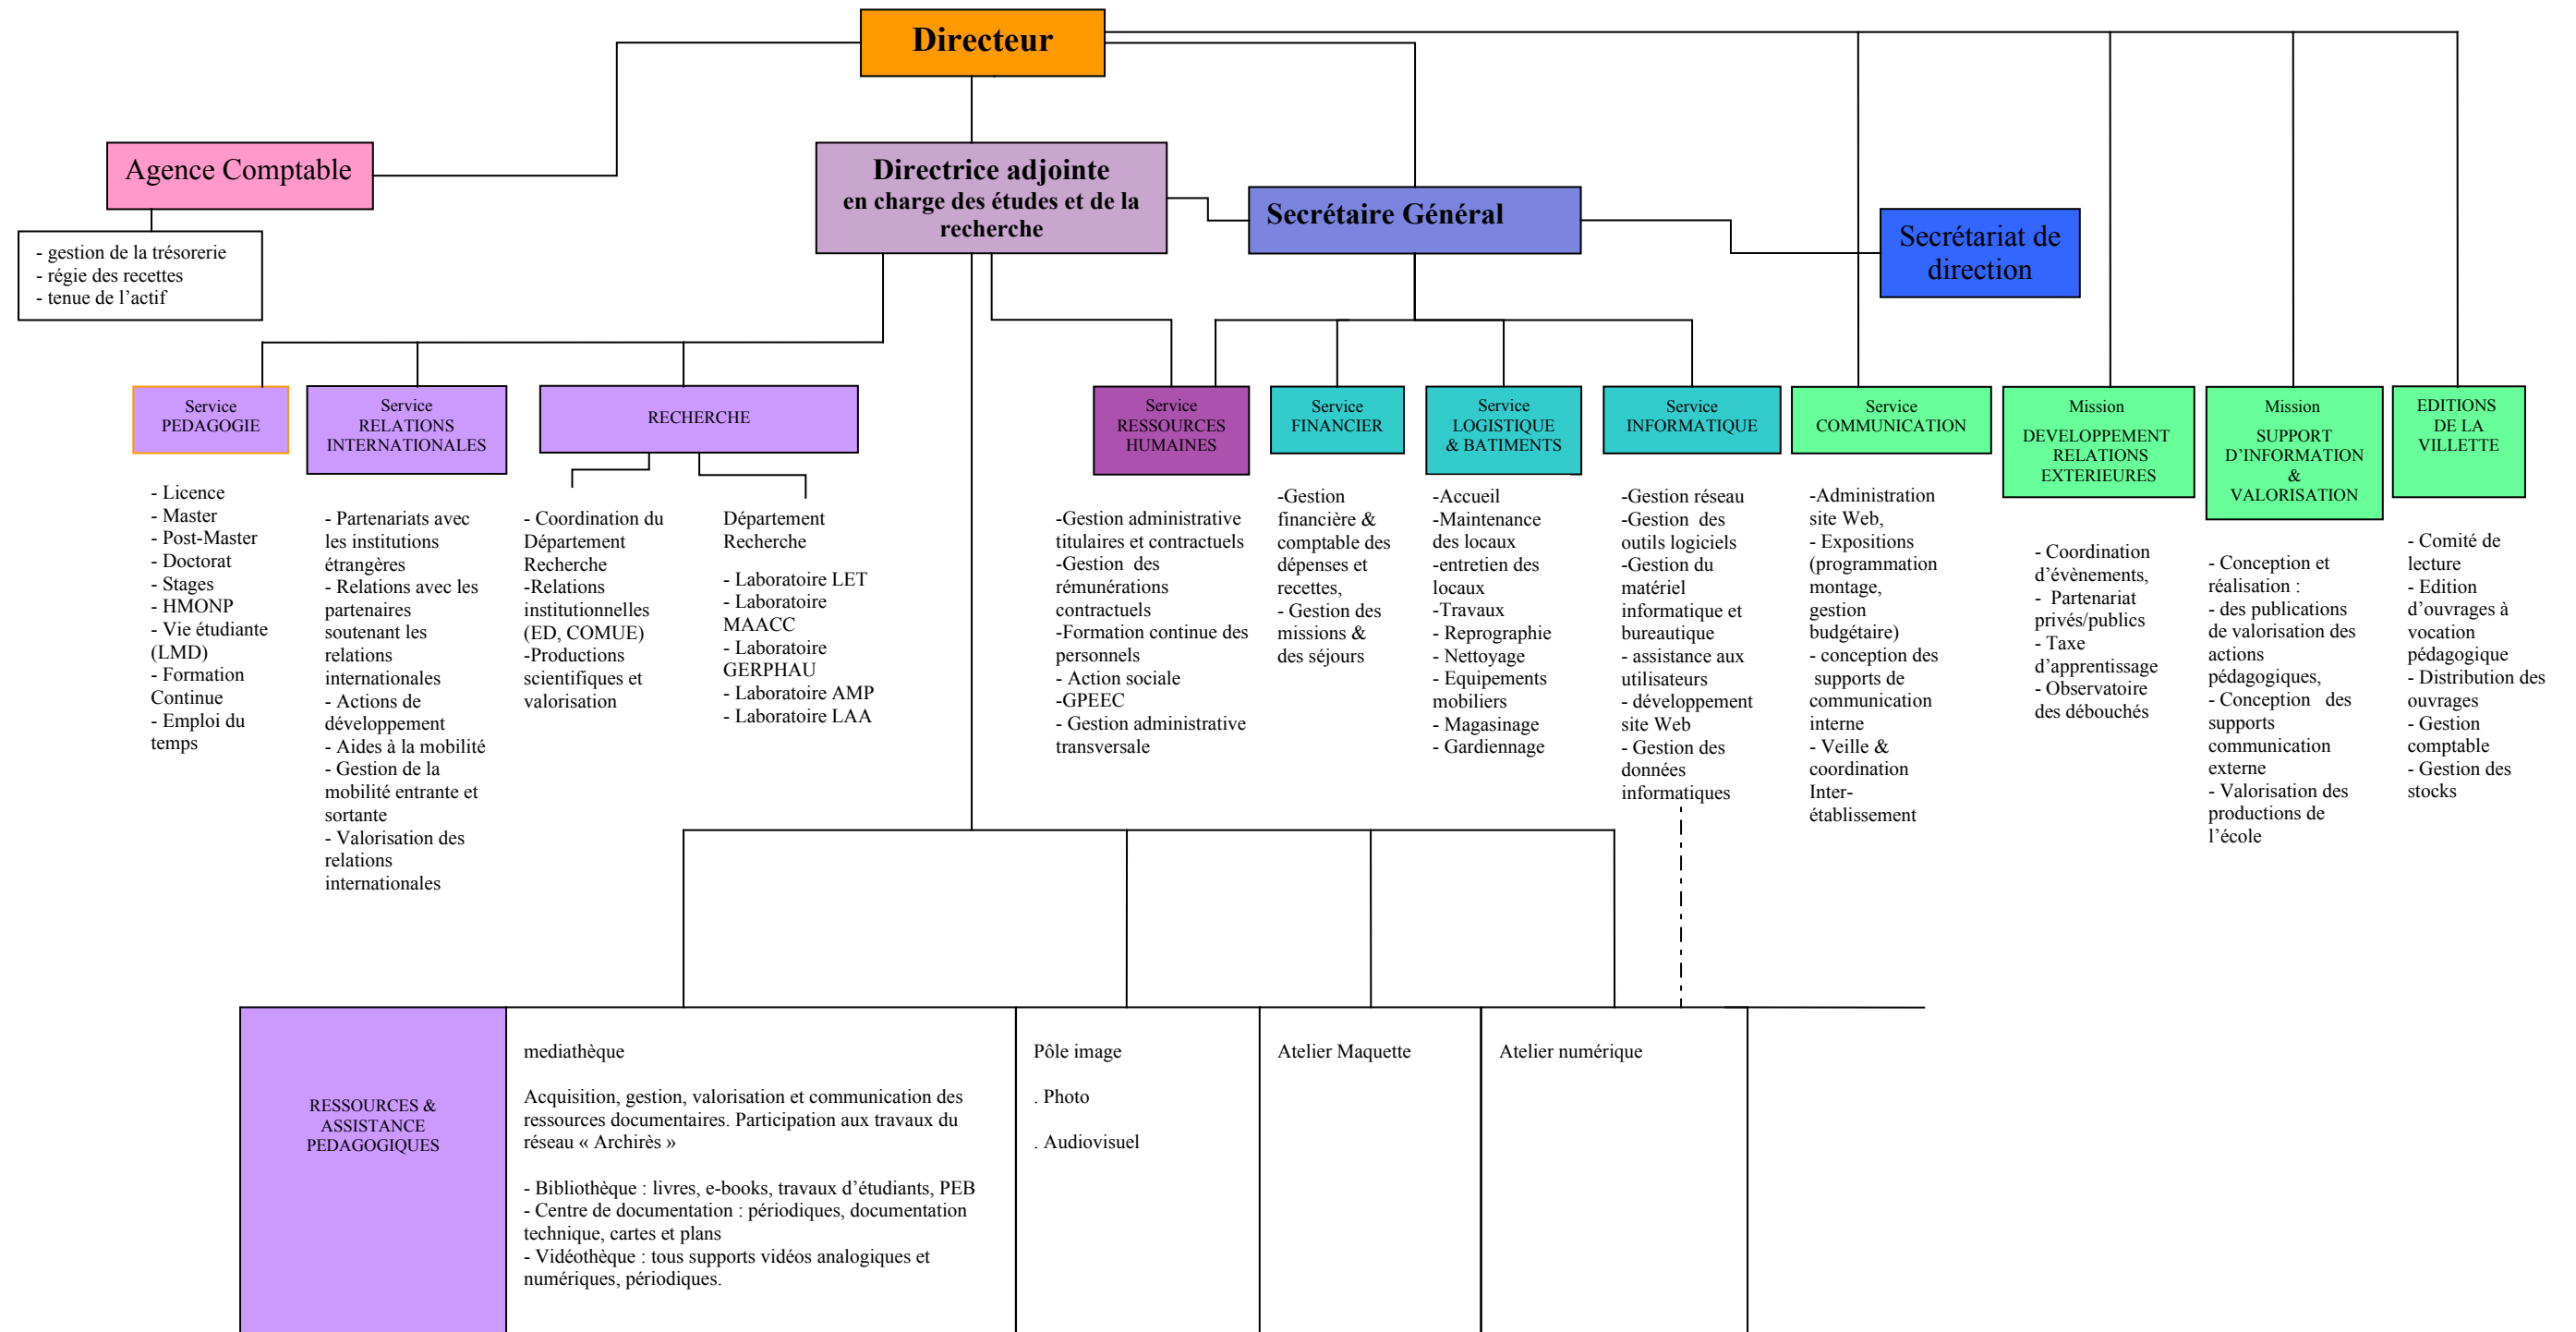 Directeur
Agence Comptable
- gestion de la trésorerie
- régie des recettes
- tenue de l’actif
Directrice adjointe
en charge des études et de la
recherche
Secrétaire Général
Secrétariat de
direction
Service
PEDAGOGIE
- Licence
- Master
- Post-Master
- Doctorat
- Stages
- HMONP
- Vie étudiante
(LMD)
- Formation
Continue
- Emploi du
temps
Service
RELATIONS
INTERNATIONALES
- Partenariats avec
les institutions
étrangères
- Relations avec les
partenaires
soutenant les
relations
internationales
- Actions de
développement
- Aides à la mobilité
- Gestion de la
mobilité entrante et
sortante
- Valorisation des
relations
internationales
RECHERCHE
- Coordination du
Département
Recherche
-Relations
institutionnelles
(ED, COMUE)
-Productions
scientifiques et
valorisation
Département
Recherche
- Laboratoire LET
- Laboratoire
MAACC
- Laboratoire
GERPHAU
- Laboratoire AMP
- Laboratoire LAA
Service
RESSOURCES
HUMAINES
-Gestion administrative
titulaires et contractuels
-Gestion des
rémunérations
contractuels
-Formation continue des
personnels
- Action sociale
-GPEEC
- Gestion administrative
transversale
Service
FINANCIER
-Gestion
financière &
comptable des
dépenses et
recettes,
- Gestion des
missions &
des séjours
Service
LOGISTIQUE
& BATIMENTS
-Accueil
-Maintenance
des locaux
-entretien des
locaux
-Travaux
- Reprographie
- Nettoyage
- Equipements
mobiliers
- Magasinage
- Gardiennage
Service
INFORMATIQUE
-Gestion réseau
-Gestion des
outils logiciels
-Gestion du
matériel
informatique et
bureautique
- assistance aux
utilisateurs
- développement
site Web
- Gestion des
données
informatiques
Service
COMMUNICATION
-Administration
site Web,
- Expositions
(programmation
montage,
gestion
budgétaire)
- conception des
supports de
communication
interne
- Veille &
coordination
Inter-
établissement
Mission
DEVELOPPEMENT
RELATIONS
EXTERIEURES
- Coordination
d’évènements,
- Partenariat
privés/publics
- Taxe
d’apprentissage
- Observatoire
des débouchés
Mission
SUPPORT
D’INFORMATION
&
VALORISATION
- Conception et
réalisation :
- des publications
de valorisation des
actions
pédagogiques,
- Conception des
supports
communication
externe
- Valorisation des
productions de
l’école
EDITIONS
DE LA
VILLETTE
- Comité de
lecture
- Edition
d’ouvrages à
vocation
pédagogique
- Distribution des
ouvrages
- Gestion
comptable
- Gestion des
stocks
RESSOURCES &
ASSISTANCE
PEDAGOGIQUES
mediathèque
Acquisition, gestion, valorisation et communication des
ressources documentaires. Participation aux travaux du
réseau « Archirès »
- Bibliothèque : livres, e-books, travaux d’étudiants, PEB
- Centre de documentation : périodiques, documentation
technique, cartes et plans
- Vidéothèque : tous supports vidéos analogiques et
numériques, périodiques.
Pôle image
. Photo
. Audiovisuel
Atelier Maquette
Atelier numérique